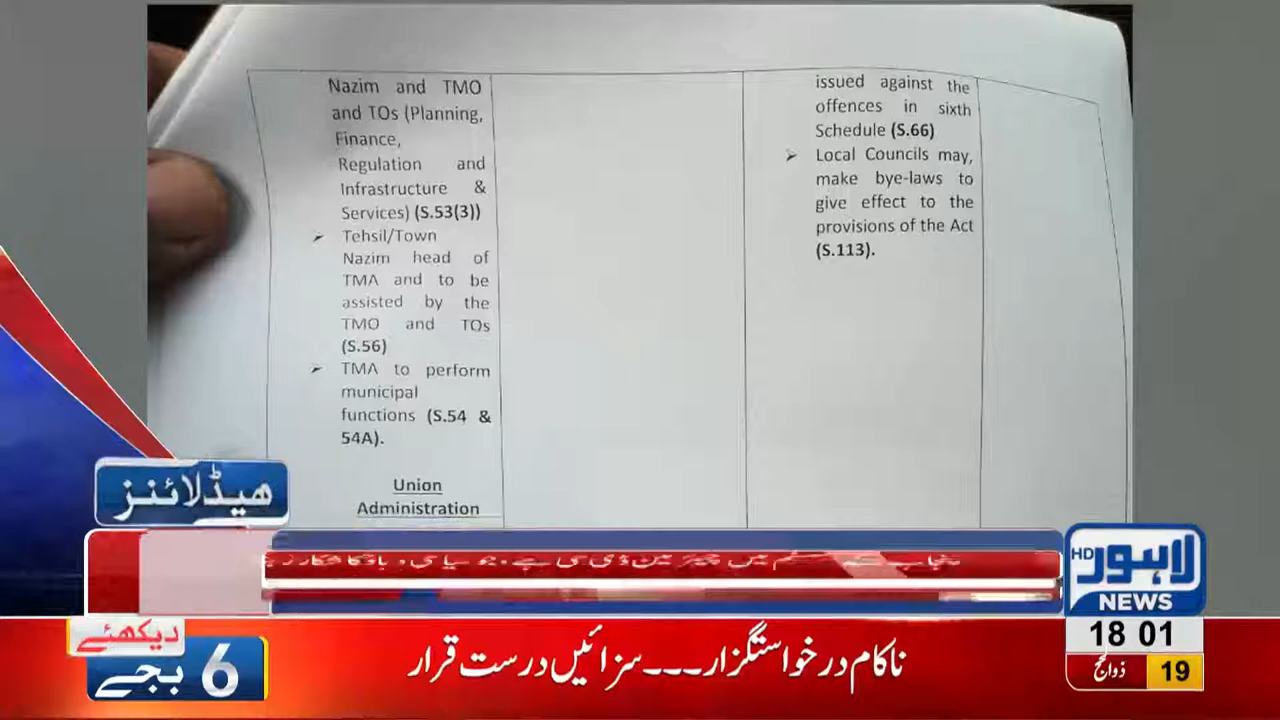 Nazim and TMO
and TOs (Planning,
Finance,
Regulation and
Infrastructure &
Services) (S.53(3))
➢ Tehsil/Town
Nazim head of
TMA and to be
assisted by the
TMO and TOs
(S.56)
➢ TMA to perform
municipal
functions (S.54 &
54A).
Union
Administration
issued against the
offences in sixth
Schedule (S.66)
➢ Local Councils may,
make bye-laws to
give effect to the
provisions of the Act
(S.113).
ھیڈلائنز
میں
HD لاہور
NEWS
18 01
19 ذوالحج
دیکھئے
6 بجے
ناکام درخواستگزار۔۔۔سزائیں درست قرار